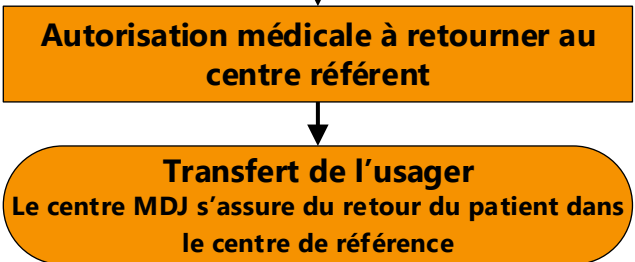 Autorisation médicale à retourner au
centre référent
Transfert de l’usager
Le centre MDJ s’assure du retour du patient dans
le centre de référence